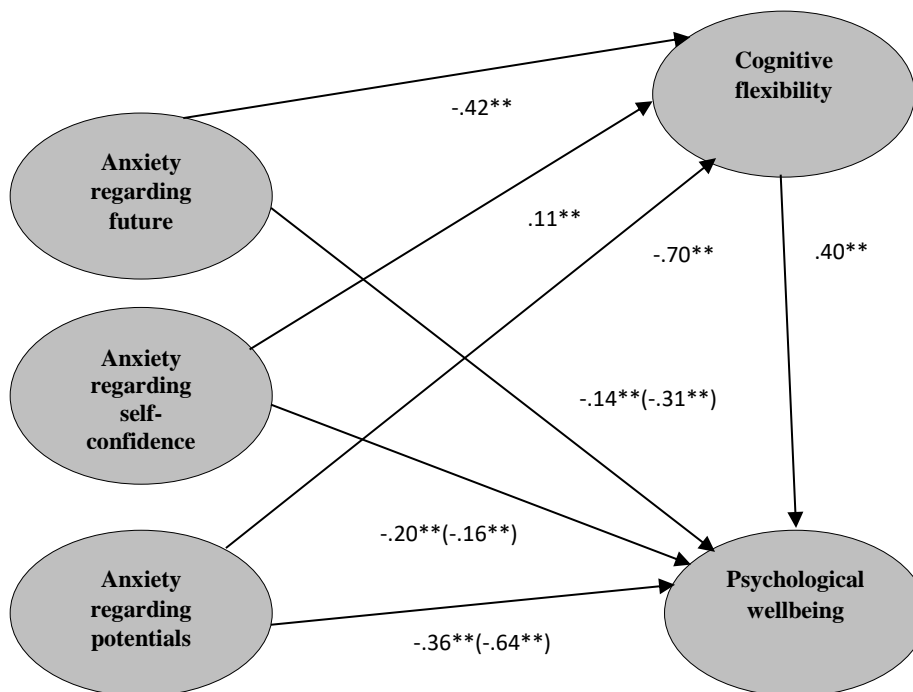 Cognitive
flexibility
-.42**
Anxiety
regarding
future
.11**
-.70**
.40**
Anxiety
regarding
self-
confidence
-.14**(-.31**)
-.20**(-.16**)
Anxiety
regarding
potentials
Psychological
wellbeing
-.36**(-.64**)